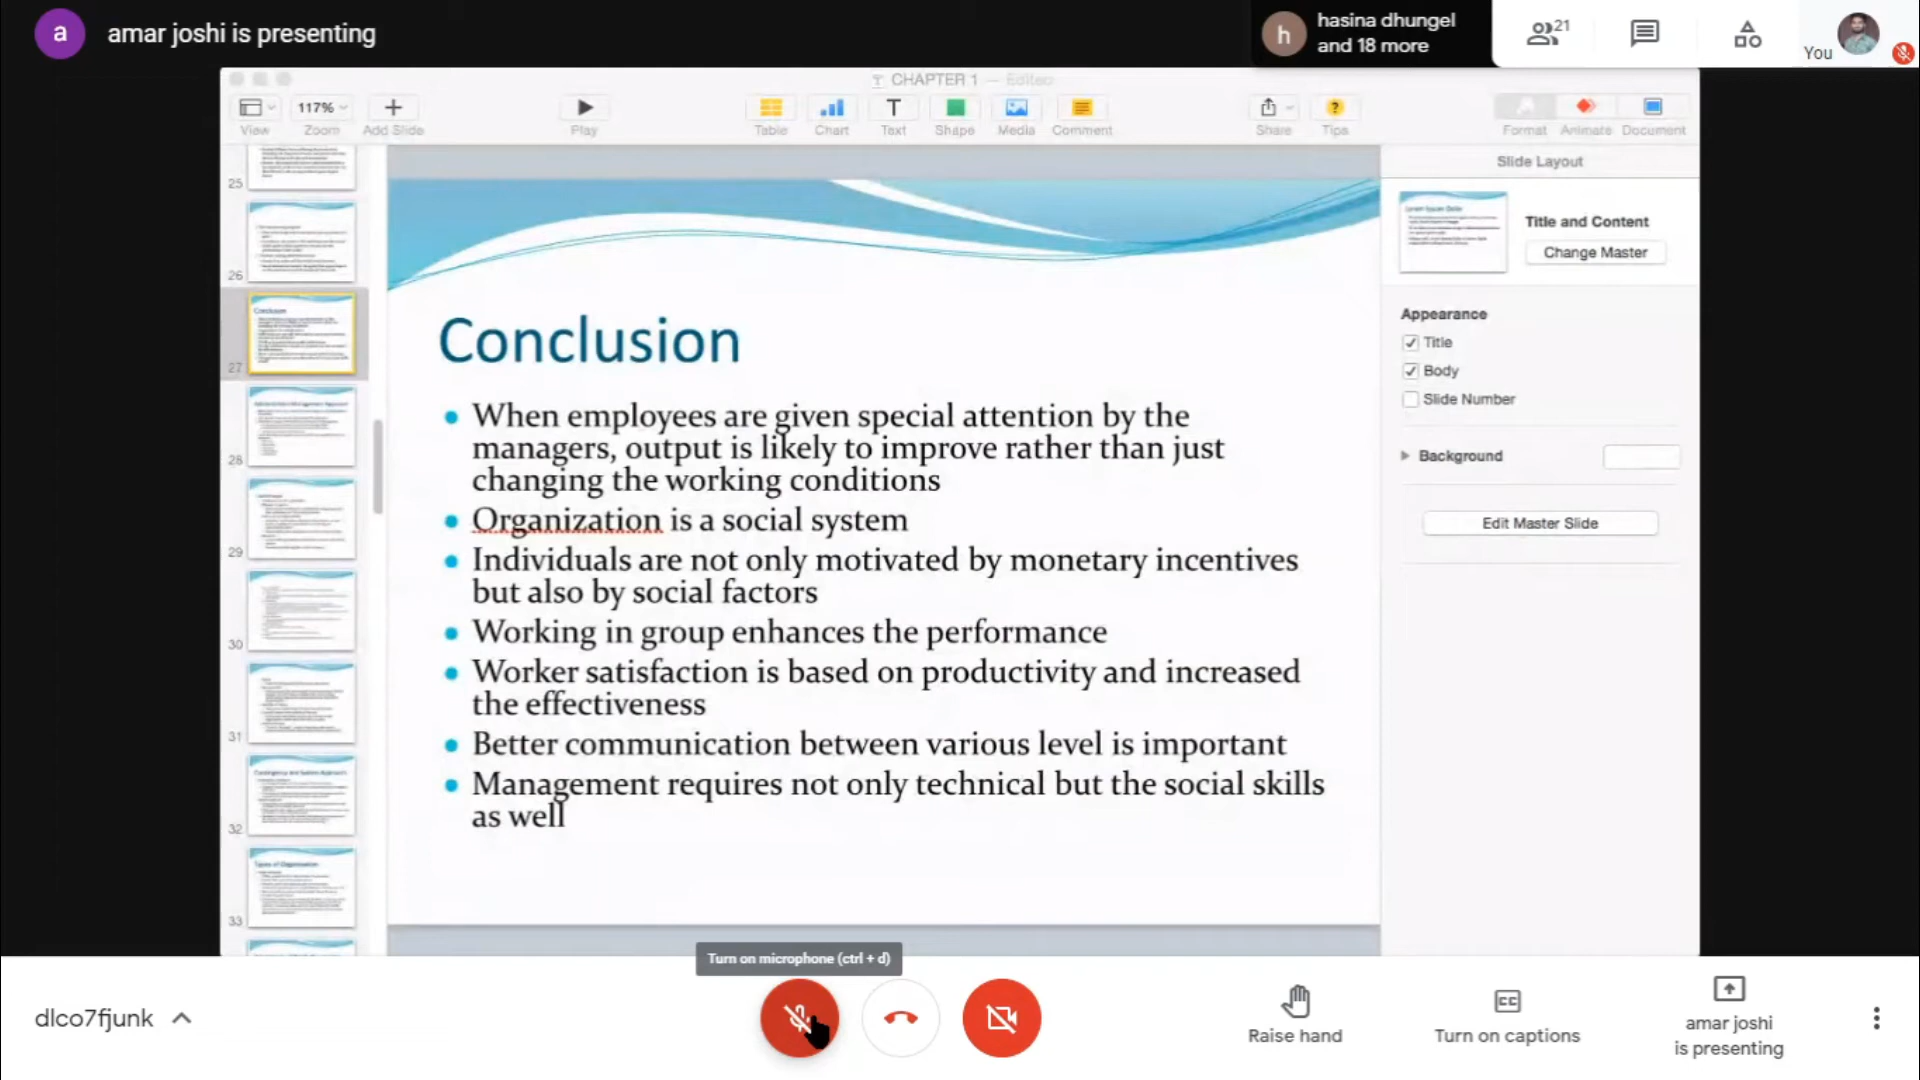 a
amar joshi is presenting
h
hasina dhungel
and 18 more
21
You
CHAPTER 1 — Edited
117%
View
Zoom
Add Slide
Play
T
Table
Chart
Text
Shape
Media
Comment
?
Share
Tips
Format
Animate
Document
Slide Layout
Title and Content
Change Master
Appearance
Title
Body
Slide Number
Background
Edit Master Slide
25
26
Conclusion
27
28
29
30
31
32
33
Conclusion
• When employees are given special attention by the
managers, output is likely to improve rather than just
changing the working conditions
• Organization is a social system
• Individuals are not only motivated by monetary incentives
but also by social factors
• Working in group enhances the performance
• Worker satisfaction is based on productivity and increased
the effectiveness
• Better communication between various level is important
• Management requires not only technical but the social skills
as well
Turn on microphone (ctrl + d)
dlco7fjunk
Raise hand
CC
Turn on captions
amar joshi
is presenting